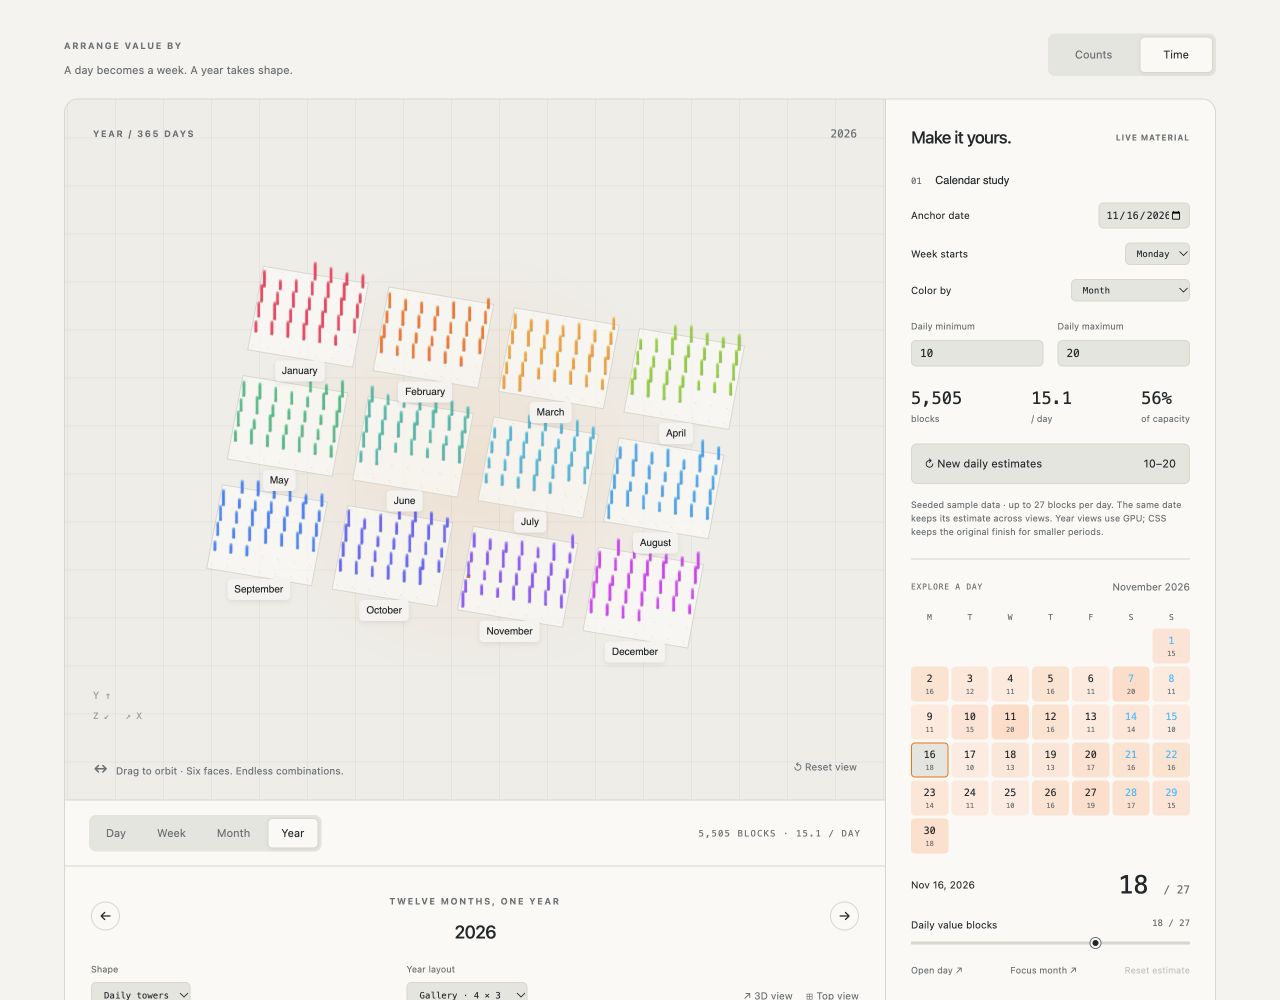 ARRANGE VALUE BY
A day becomes a week. A year takes shape.
Counts
Time
YEAR / 365 DAYS
2026
January
February
March
April
May
June
July
August
September
October
November
December
Y ↑
Z ↙ ↗ X
↔ Drag to orbit · Six faces. Endless combinations.
↺ Reset view
Day
Week
Month
Year
5,505 BLOCKS · 15.1 / DAY
←
TWELVE MONTHS, ONE YEAR
2026
→
Shape
Daily towers
Year layout
Gallery · 4 × 3
↗ 3D view
⊞ Top view
Make it yours.
LIVE MATERIAL
01 Calendar study
Anchor date
11/16/2026
Week starts
Monday
Color by
Month
Daily minimum
Daily maximum
10
20
5,505
15.1
56%
blocks
/ day
of capacity
↻ New daily estimates
10–20
Seeded sample data · up to 27 blocks per day. The same date
keeps its estimate across views. Year views use GPU; CSS
keeps the original finish for smaller periods.
EXPLORE A DAY
November 2026
M T W T F S S
1
15
2 3 4 5 6 7 8
16 12 11 16 11 20 11
9 10 11 12 13 14 15
11 15 20 16 11 14 10
16 17 18 19 20 21 22
18 10 13 13 17 16 16
23 24 25 26 27 28 29
14 11 10 16 19 17 15
30
18
Nov 16, 2026
18 / 27
Daily value blocks
18 / 27
Open day ↗
Focus month ↗
Reset estimate